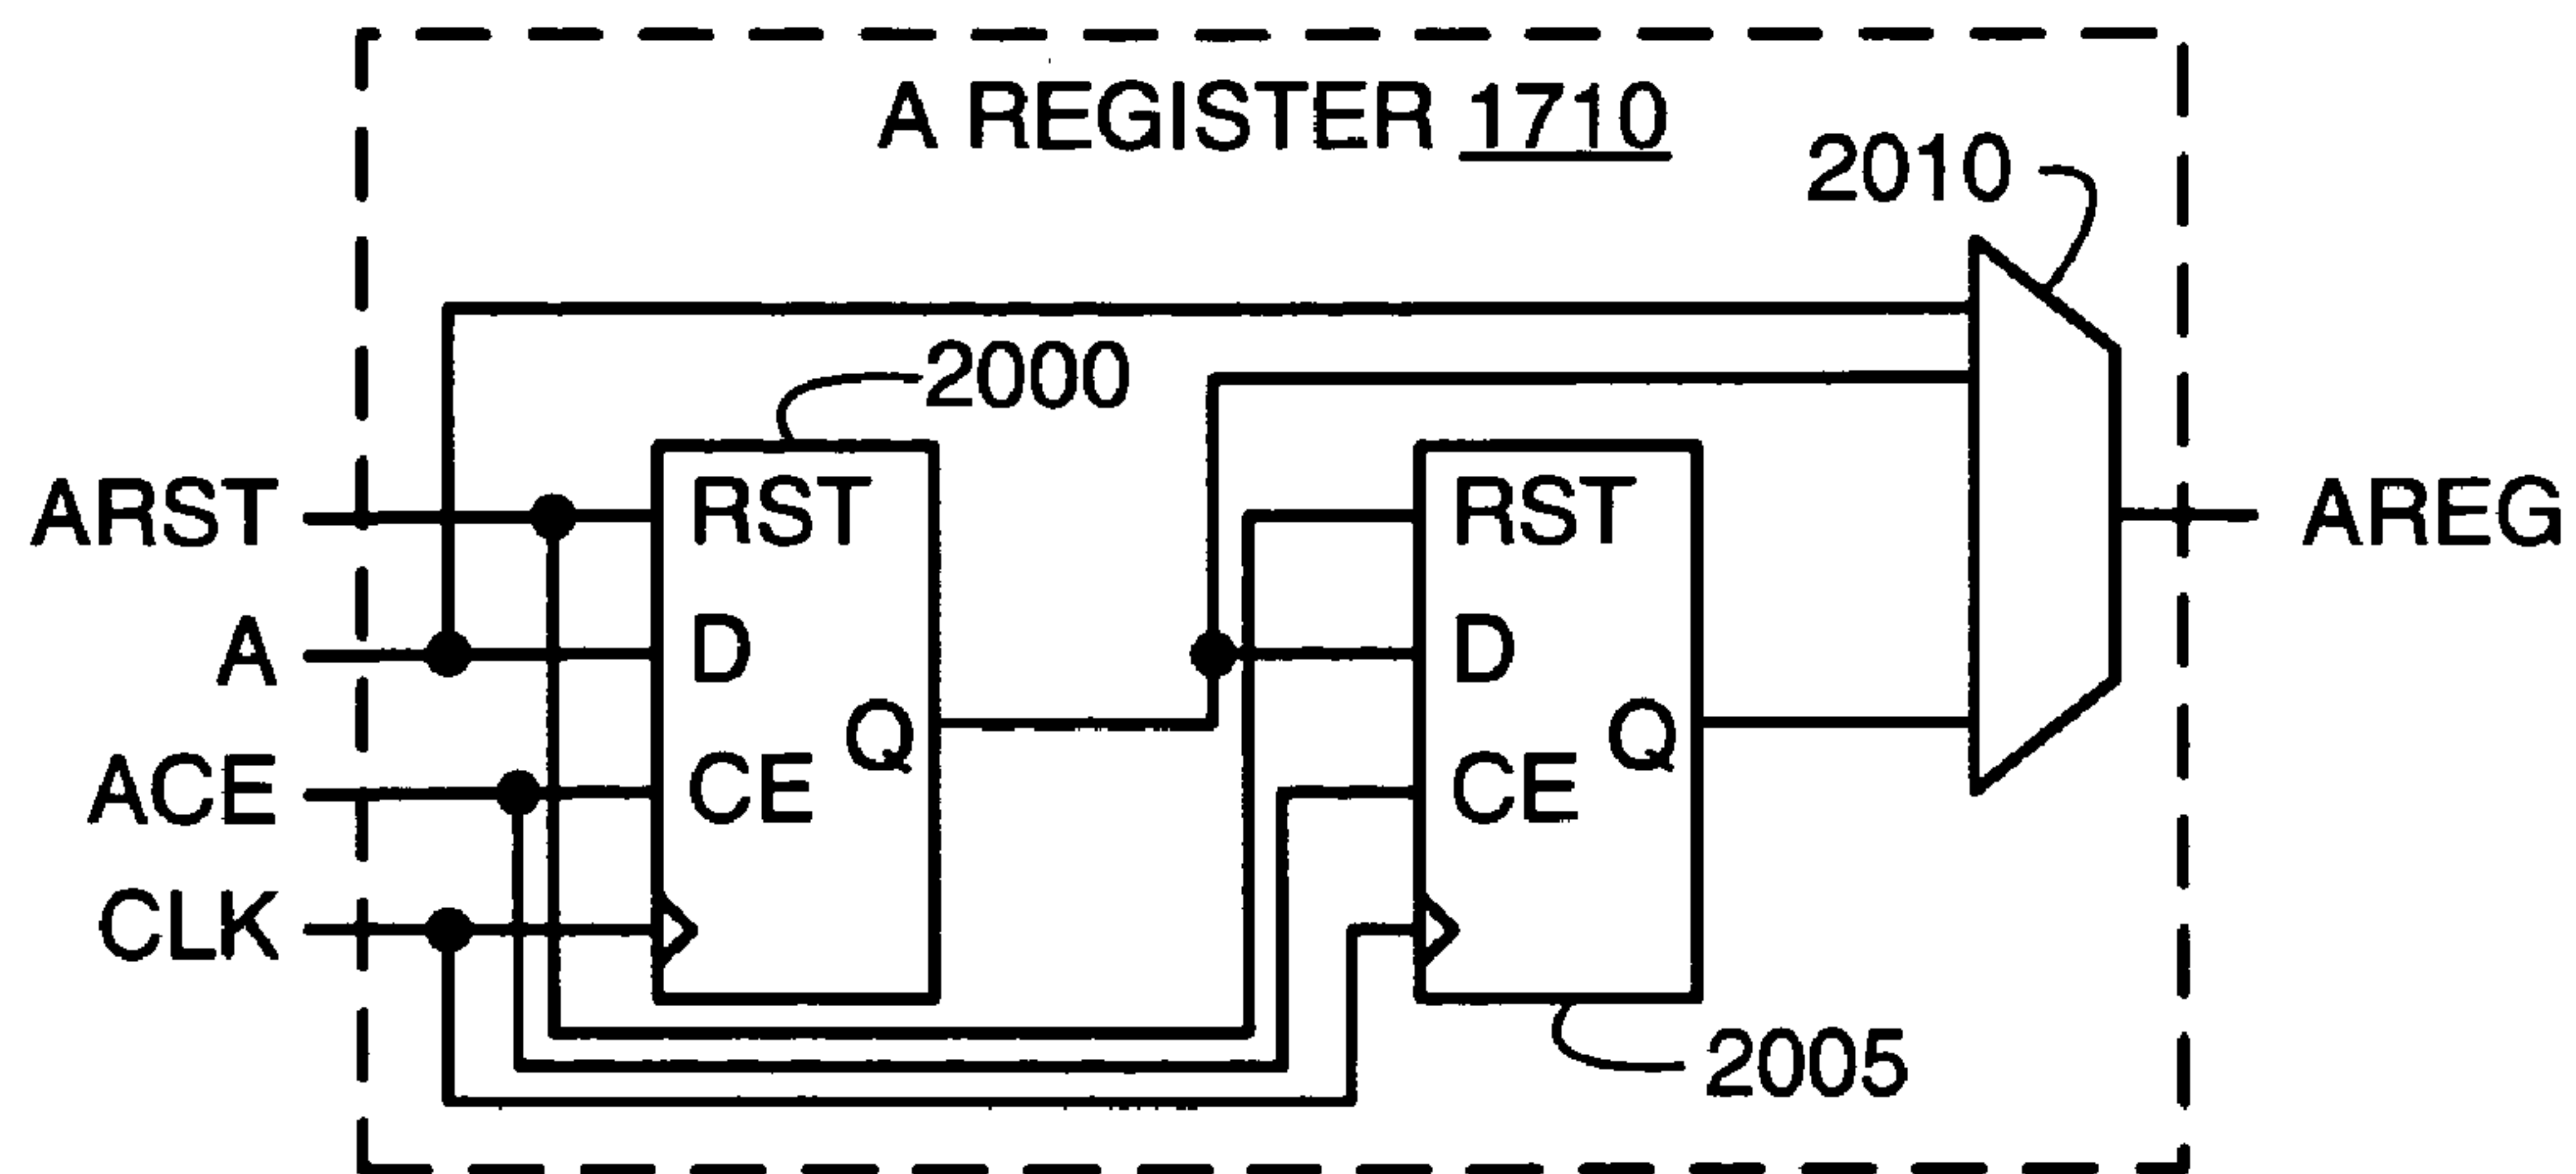 A REGISTER 1710
2010
2000
ARST
RST
RST
AREG
A
D
D
Q
Q
ACE
CE
CE
CLK
2005